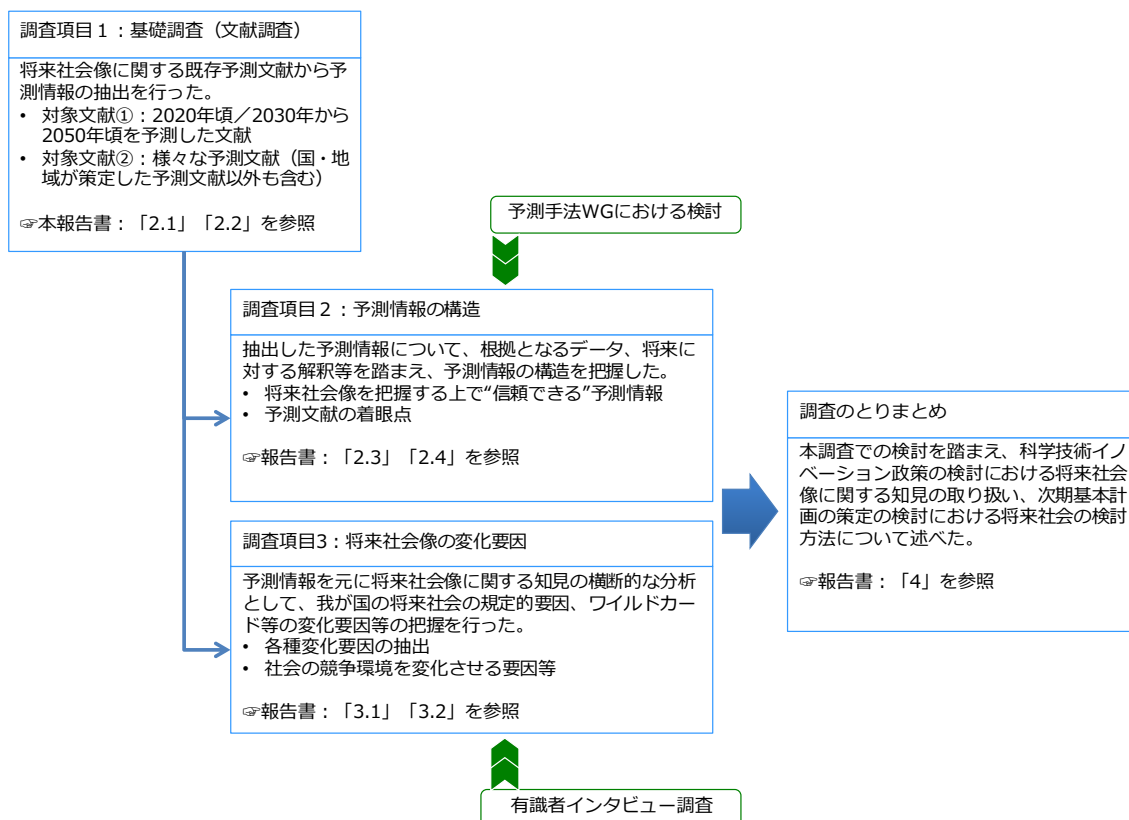 調査項目１：基礎調査（文献調査）
将来社会像に関する既存予測文献から予
測情報の抽出を行った。
• 対象文献①：2020年頃／2030年から
2050年頃を予測した文献
• 対象文献②：様々な予測文献（国・地
域が策定した予測文献以外も含む）
☞本報告書：「2.1」「2.2」を参照
予測手法WGにおける検討
調査項目２：予測情報の構造
抽出した予測情報について、根拠となるデータ、将来に
対する解釈等を踏まえ、予測情報の構造を把握した。
• 将来社会像を把握する上で“信頼できる”予測情報
• 予測文献の着眼点
☞報告書：「2.3」「2.4」を参照
調査項目3：将来社会像の変化要因
予測情報を元に将来社会像に関する知見の横断的な分析
として、我が国の将来社会の規定的要因、ワイルドカー
ド等の変化要因等の把握を行った。
• 各種変化要因の抽出
• 社会の競争環境を変化させる要因等
☞報告書：「3.1」「3.2」を参照
有識者インタビュー調査
調査のとりまとめ
本調査での検討を踏まえ、科学技術イノ
ベーション政策の検討における将来社会
像に関する知見の取り扱い、次期基本計
画の策定の検討における将来社会の検討
方法について述べた。
☞報告書：「4」を参照